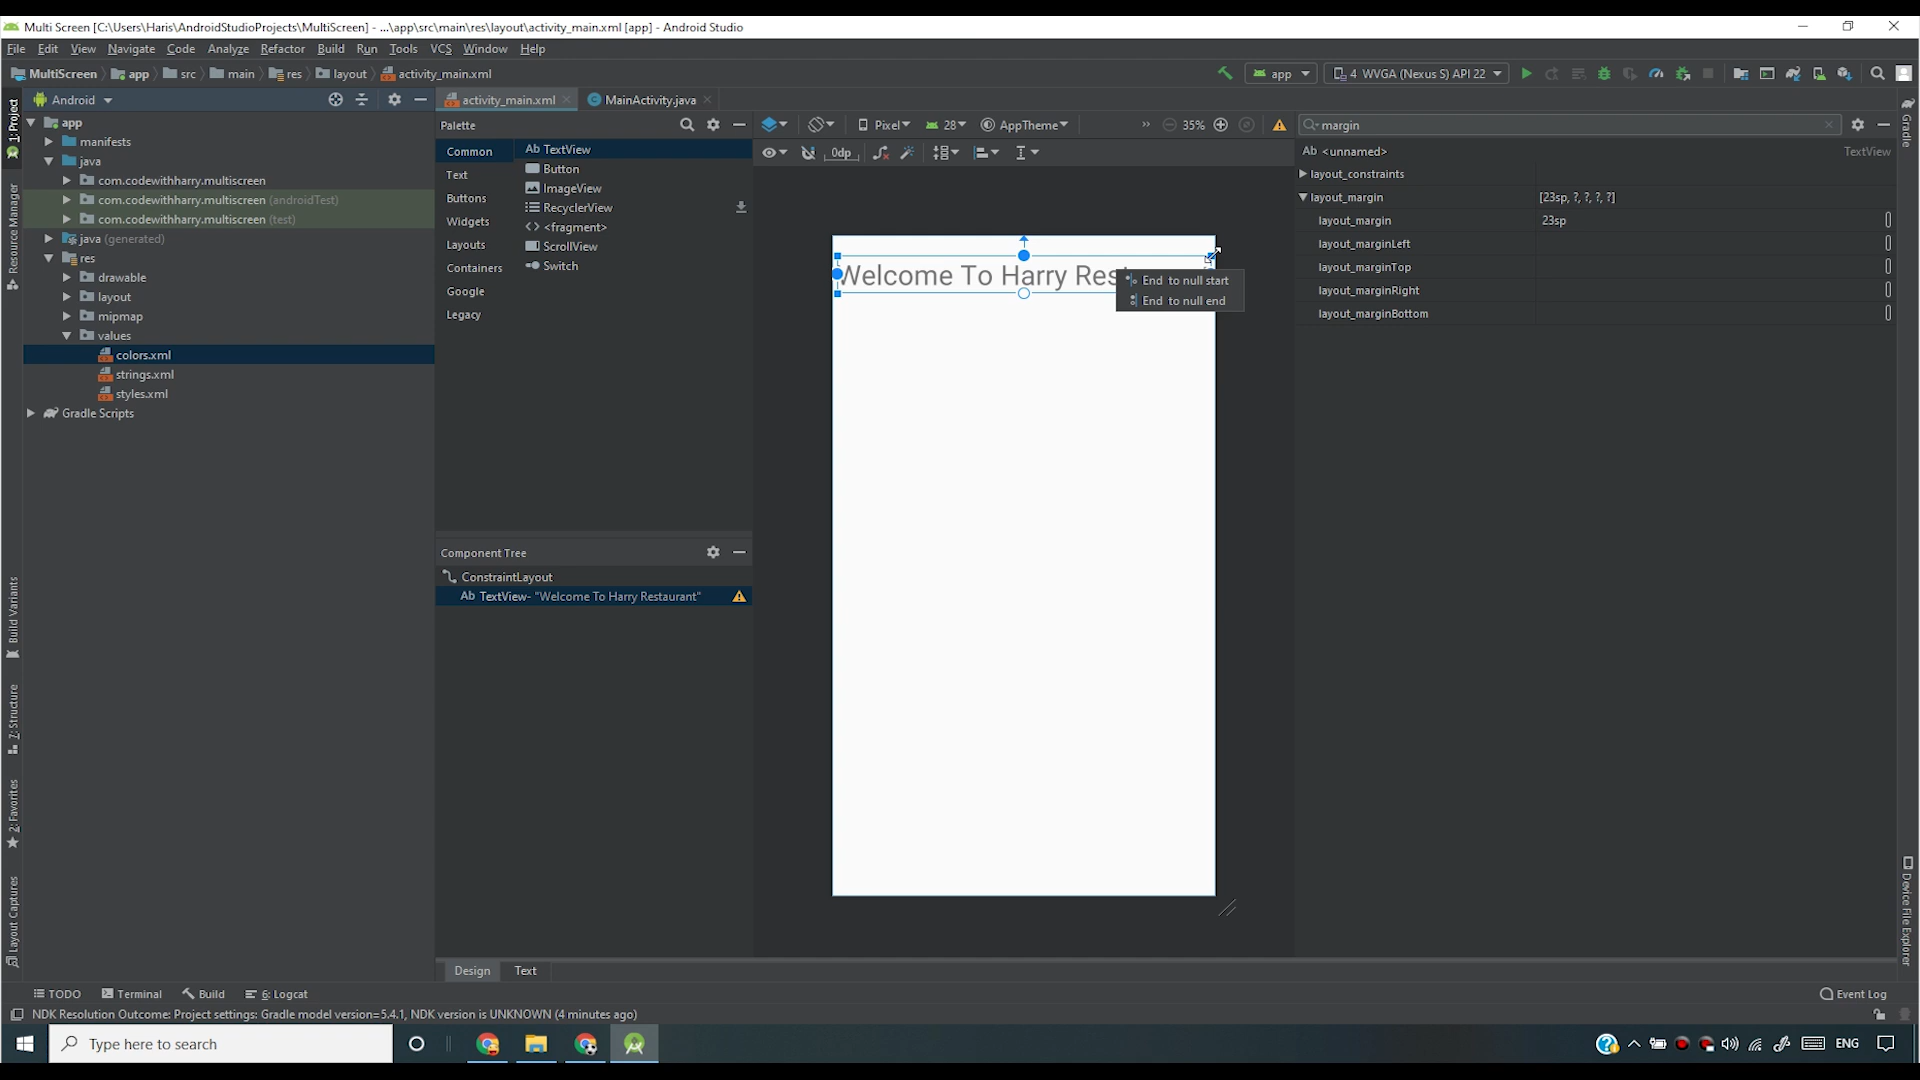 Multi Screen [C:\Users\Haris\AndroidStudioProjects\MultiScreen] - ...\app\src\main\res\layout\activity_main.xml [app] - Android Studio
File Edit View Navigate Code Analyze Refactor Build Run Tools VCS Window Help
MultiScreen app src main res layout activity_main.xml
app
4 WVGA (Nexus S) API 22
1: Project
Resource Manager
Build Variants
7: Structure
2: Favorites
Layout Captures
Android
app
manifests
java
com.codewithharry.multiscreen
com.codewithharry.multiscreen (androidTest)
com.codewithharry.multiscreen (test)
java (generated)
res
drawable
layout
mipmap
values
colors.xml
strings.xml
styles.xml
Gradle Scripts
activity_main.xml
MainActivity.java
Palette
Common
Text
Buttons
Widgets
Layouts
Containers
Google
Legacy
Ab TextView
Button
ImageView
RecyclerView
<> <fragment>
ScrollView
Switch
Component Tree
ConstraintLayout
Ab TextView- "Welcome To Harry Restaurant"
Pixel
28
AppTheme
»
35%
0dp
Welcome To Harry Res
End to null start
End to null end
Design
Text
margin
Ab <unnamed>
TextView
layout_constraints
layout_margin [23sp, ?, ?, ?, ?]
layout_margin 23sp
layout_marginLeft
layout_marginTop
layout_marginRight
layout_marginBottom
Gradle
Device File Explorer
TODO
Terminal
Build
6: Logcat
Event Log
NDK Resolution Outcome: Project settings: Gradle model version=5.4.1, NDK version is UNKNOWN (4 minutes ago)
Type here to search
ENG